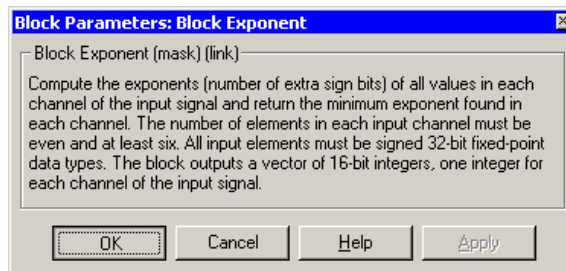 Block Parameters: Block Exponent
Block Exponent (mask) (link)
Compute the exponents (number of extra sign bits) of all values in each
channel of the input signal and return the minimum exponent found in
each channel. The number of elements in each input channel must be
even and at least six. All input elements must be signed 32-bit fixed-point
data types. The block outputs a vector of 16-bit integers, one integer for
each channel of the input signal.
OK Cancel Help Apply